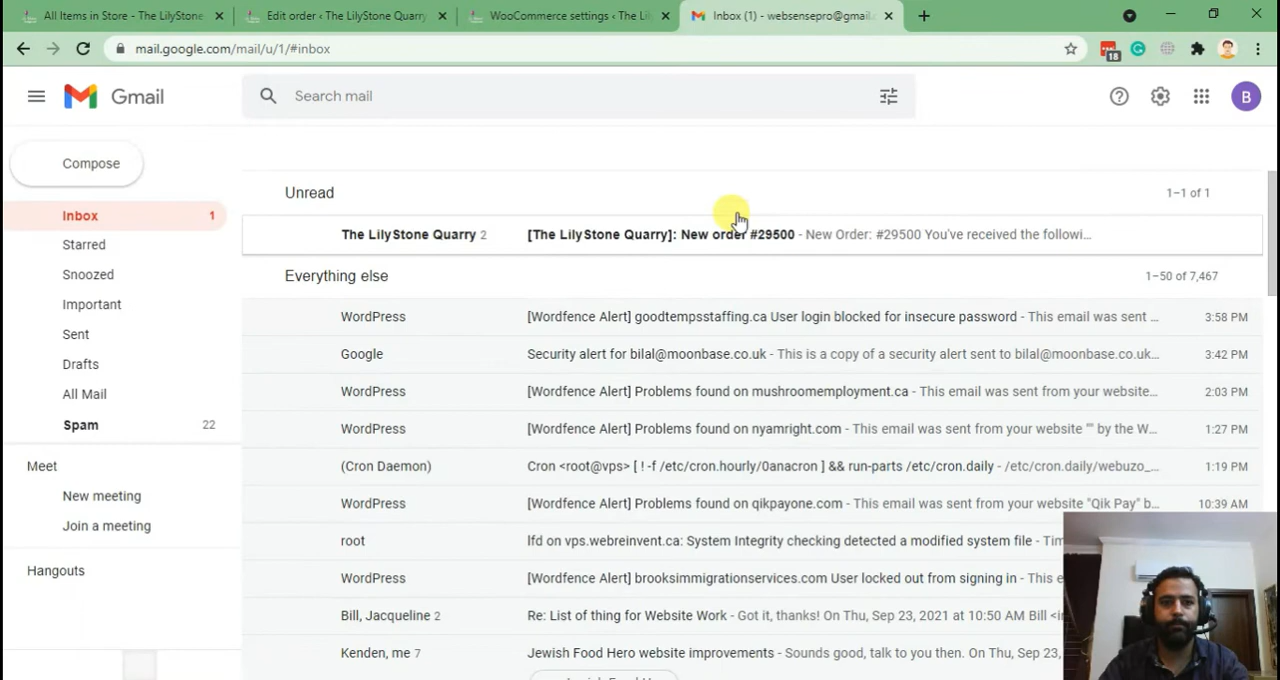 All Items in Store - The LilyStone
Edit order ‹ The LilyStone Quarry
WooCommerce settings ‹ The Lil
Inbox (1) - websensepro@gmail.c
mail.google.com/mail/u/1/#inbox
18
Gmail
Search mail
B
Compose
Unread
1–1 of 1
Inbox
1
The LilyStone Quarry 2
[The LilyStone Quarry]: New order #29500 - New Order: #29500 You've received the followi...
Starred
Snoozed
Everything else
1–50 of 7,467
Important
WordPress
[Wordfence Alert] goodtempsstaffing.ca User login blocked for insecure password - This email was sent ...
3:58 PM
Sent
Google
Security alert for bilal@moonbase.co.uk - This is a copy of a security alert sent to bilal@moonbase.co.uk...
3:42 PM
Drafts
All Mail
WordPress
[Wordfence Alert] Problems found on mushroomemployment.ca - This email was sent from your website...
2:03 PM
Spam
22
WordPress
[Wordfence Alert] Problems found on nyamright.com - This email was sent from your website "" by the W...
1:27 PM
Meet
(Cron Daemon)
Cron <root@vps> [ ! -f /etc/cron.hourly/0anacron ] && run-parts /etc/cron.daily - /etc/cron.daily/webuzo_...
1:19 PM
New meeting
WordPress
[Wordfence Alert] Problems found on qikpayone.com - This email was sent from your website "Qik Pay" b...
10:39 AM
Join a meeting
root
lfd on vps.webreinvent.ca: System Integrity checking detected a modified system file - Tim
Hangouts
WordPress
[Wordfence Alert] brooksimmigrationservices.com User locked out from signing in - This e
Bill, Jacqueline 2
Re: List of thing for Website Work - Got it, thanks! On Thu, Sep 23, 2021 at 10:50 AM Bill <in
Kenden, me 7
Jewish Food Hero website improvements - Sounds good, talk to you then. On Thu, Sep 23,